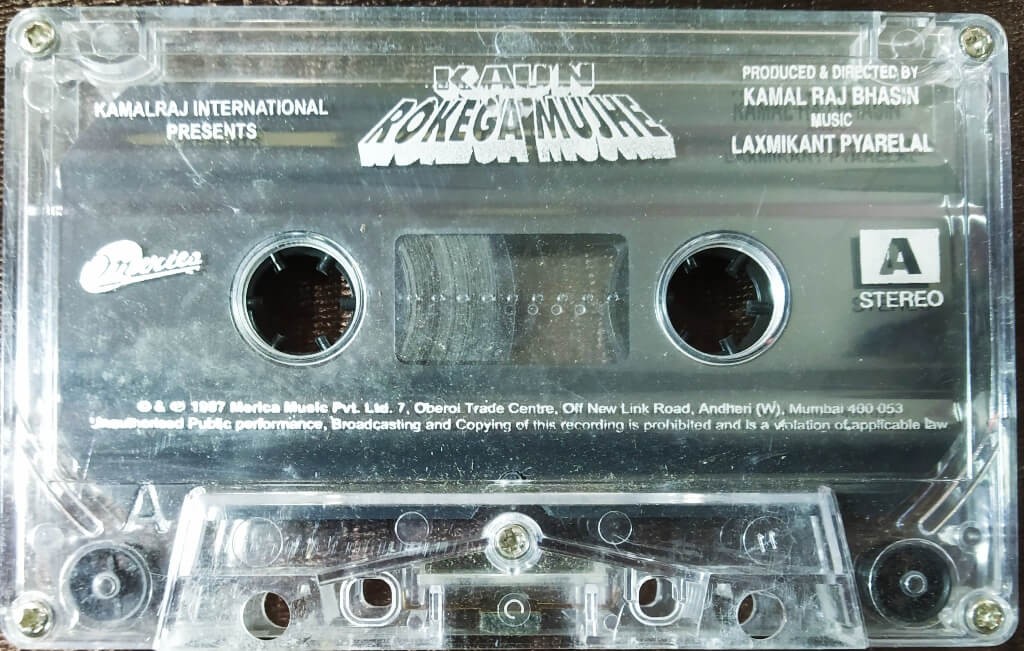 KAMALRAJ INTERNATIONAL
PRESENTS
KAUN
ROKEGA MUJHE
PRODUCED & DIRECTED BY
KAMAL RAJ BHASIN
MUSIC
LAXMIKANT PYARELAL
A
STEREO
© & ℗ 1997 Merica Music Pvt. Ltd. 7, Oberoi Trade Centre, Off New Link Road, Andheri (W), Mumbai 400 053
Unauthorised Public performance, Broadcasting and Copying of this recording is prohibited and is a violation of applicable law
A